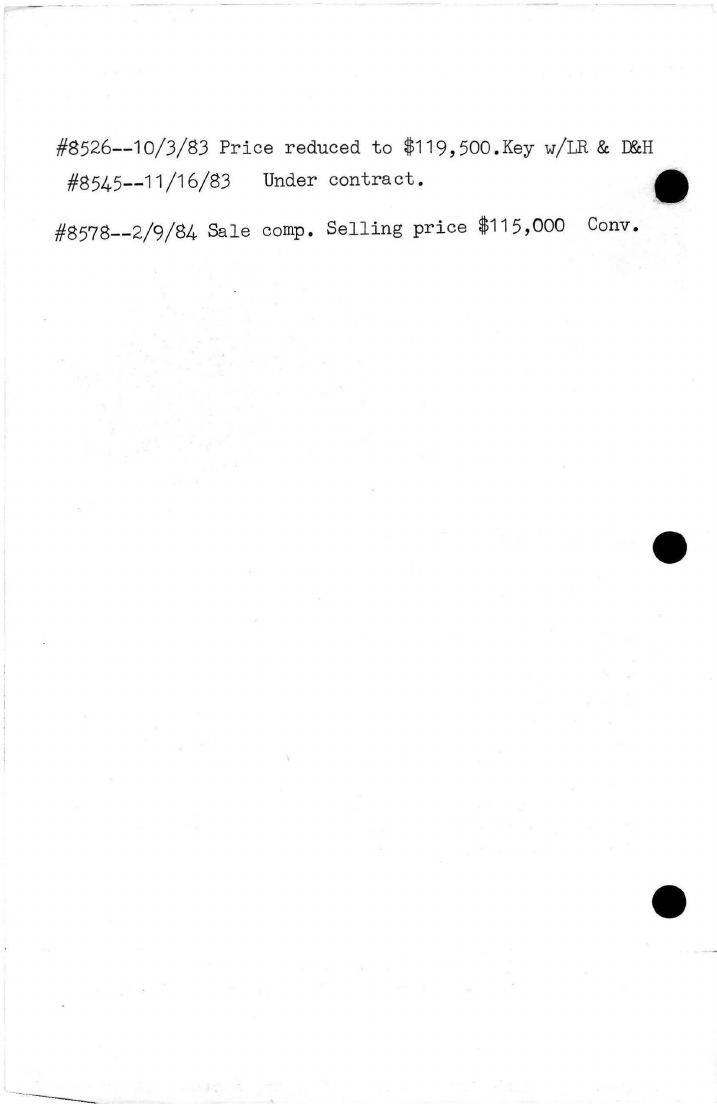 #8526--10/3/83 Price reduced to $119,500.Key w/LR & D&H
#8545--11/16/83 Under contract.
#8578--2/9/84 Sale comp. Selling price $115,000 Conv.